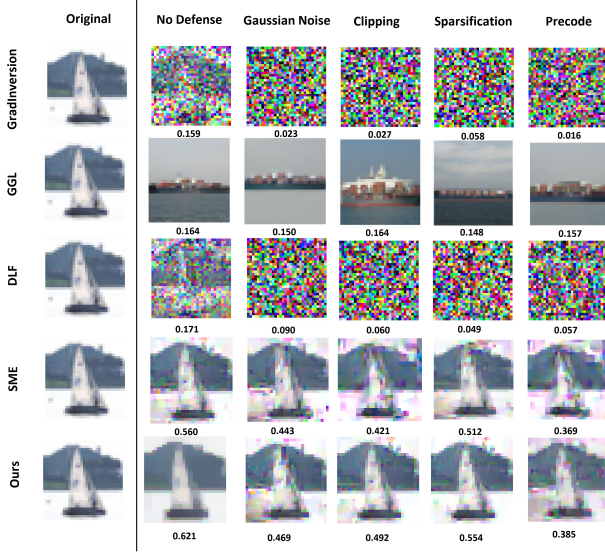 Original No Defense Gaussian Noise Clipping Sparsification Precode
GradInversion
0.159 0.023 0.027 0.058 0.016
GGL
0.164 0.150 0.164 0.148 0.157
DLF
0.171 0.090 0.060 0.049 0.057
SME
0.560 0.443 0.421 0.512 0.369
Ours
0.621 0.469 0.492 0.554 0.385